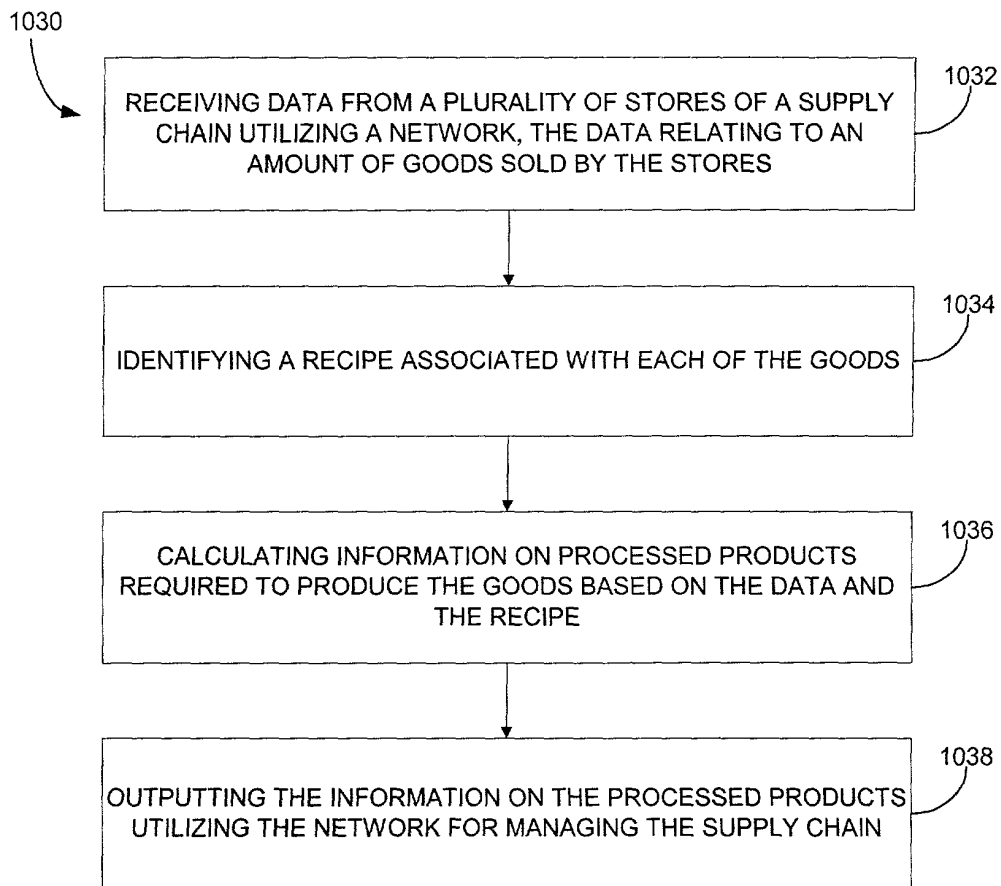 1030
1032
RECEIVING DATA FROM A PLURALITY OF STORES OF A SUPPLY
CHAIN UTILIZING A NETWORK, THE DATA RELATING TO AN
AMOUNT OF GOODS SOLD BY THE STORES
1034
IDENTIFYING A RECIPE ASSOCIATED WITH EACH OF THE GOODS
1036
CALCULATING INFORMATION ON PROCESSED PRODUCTS
REQUIRED TO PRODUCE THE GOODS BASED ON THE DATA AND
THE RECIPE
1038
OUTPUTTING THE INFORMATION ON THE PROCESSED PRODUCTS
UTILIZING THE NETWORK FOR MANAGING THE SUPPLY CHAIN